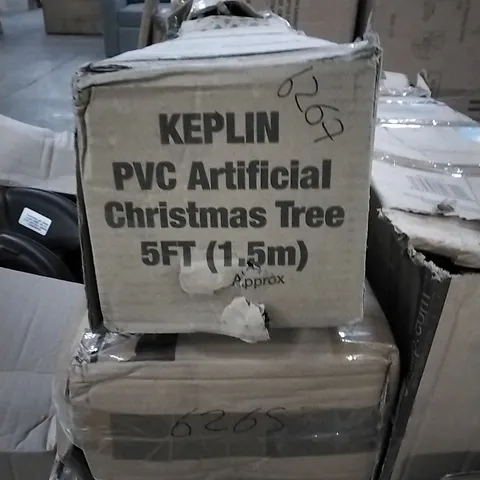 6267
KEPLIN
PVC Artificial
Christmas Tree
5FT (1.5m)
Approx
6265